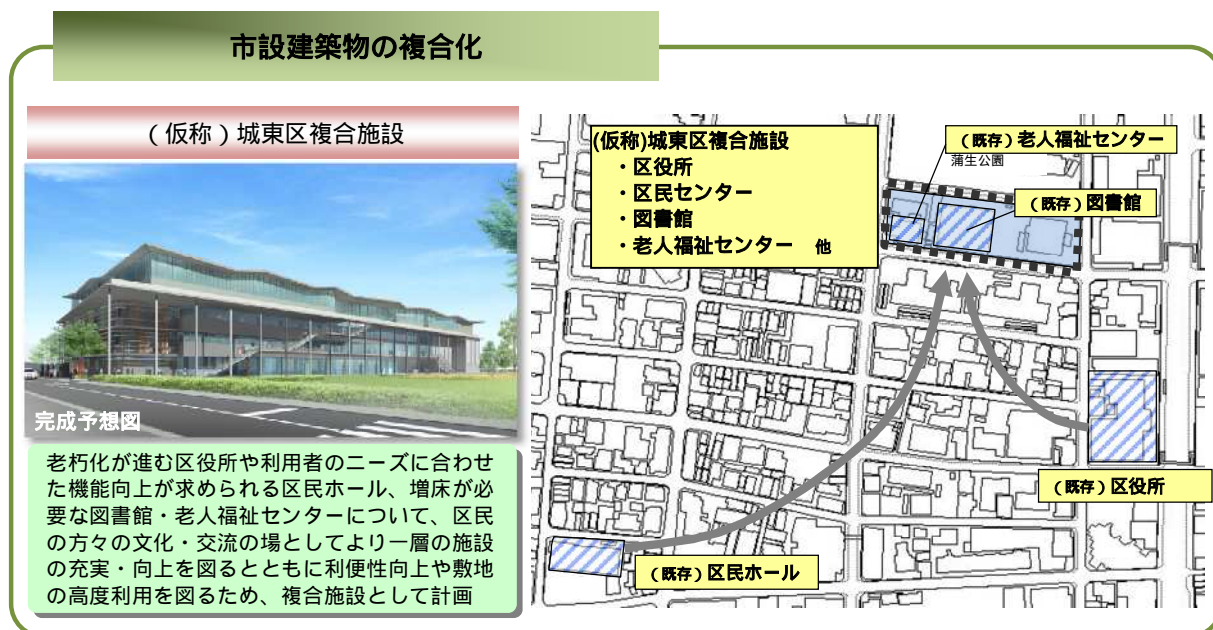 市設建築物の複合化
（仮称）城東区複合施設
完成予想図
老朽化が進む区役所や利用者のニーズに合わせ
た機能向上が求められる区民ホール、増床が必
要な図書館・老人福祉センターについて、区民
の方々の文化・交流の場としてより一層の施設
の充実・向上を図るとともに利便性向上や敷地
の高度利用を図るため、複合施設として計画
(仮称)城東区複合施設
・区役所
・区民センター
・図書館
・老人福祉センター 他
（既存）老人福祉センター
蒲生公園
（既存）図書館
（既存）区役所
（既存）区民ホール